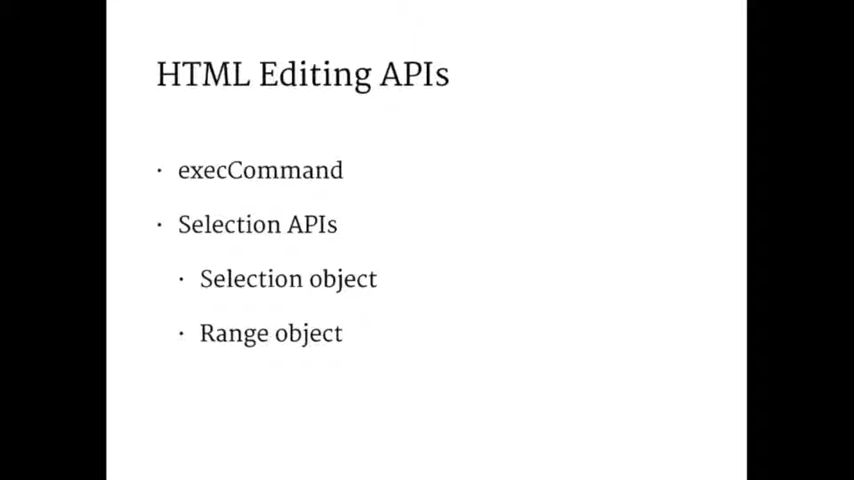 HTML Editing APIs
• execCommand
• Selection APIs
• Selection object
• Range object